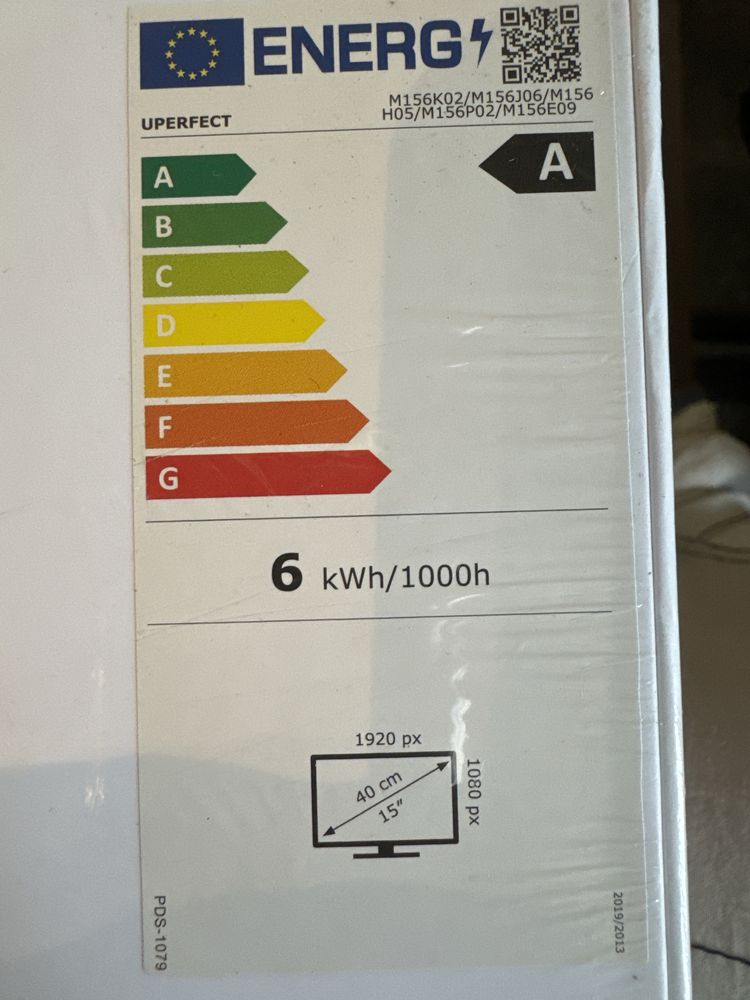 ENERG
M156K02/M156J06/M156
UPERFECT
H05/M156P02/M156E09
A
A
B
C
D
E
F
G
6 kWh/1000h
1920 px
1080 px
40 cm
15"
PDS-1079
2019/2013